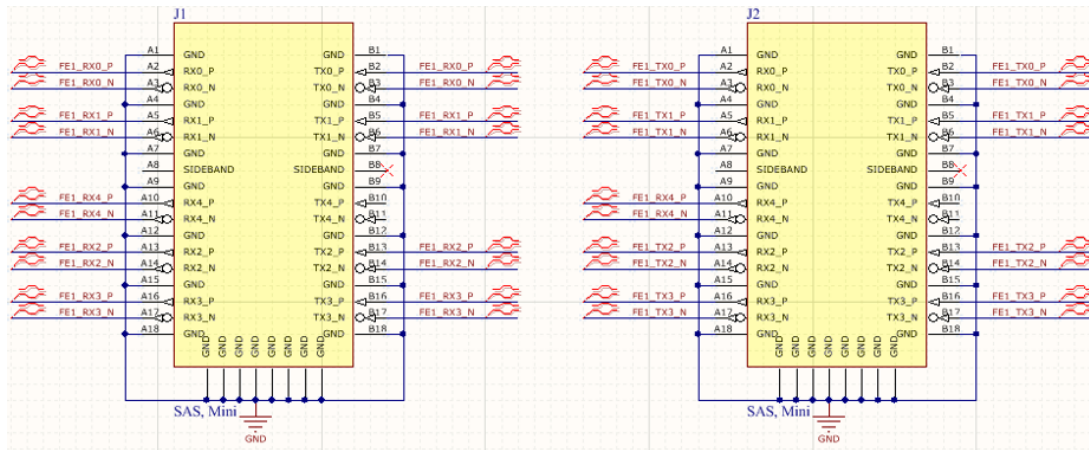 J1
A1 GND B1
FE1_RX0_P A2 RX0_P TX0_P B2 FE1_RX0_P
FE1_RX0_N A3 RX0_N TX0_N B3 FE1_RX0_N
A4 GND GND B4
FE1_RX1_P A5 RX1_P TX1_P B5 FE1_RX1_P
FE1_RX1_N A6 RX1_N TX1_N B6 FE1_RX1_N
A7 GND GND B7
A8 SIDEBAND SIDEBAND B8
A9 GND GND B9
FE1_RX4_P A10 RX4_P TX4_P B10
FE1_RX4_N A11 RX4_N TX4_N B11
A12 GND GND B12
FE1_RX2_P A13 RX2_P TX2_P B13 FE1_RX2_P
FE1_RX2_N A14 RX2_N TX2_N B14 FE1_RX2_N
A15 GND GND B15
FE1_RX3_P A16 RX3_P TX3_P B16 FE1_RX3_P
FE1_RX3_N A17 RX3_N TX3_N B17 FE1_RX3_N
A18 GND GND B18
GND GND GND GND GND GND GND GND
SAS, Mini
GND
J2
A1 GND GND B1
FE1_TX0_P A2 RX0_P TX0_P B2 FE1_TX0_P
FE1_TX0_N A3 RX0_N TX0_N B3 FE1_TX0_N
A4 GND GND B4
FE1_TX1_P A5 RX1_P TX1_P B5 FE1_TX1_P
FE1_TX1_N A6 RX1_N TX1_N B6 FE1_TX1_N
A7 GND GND B7
A8 SIDEBAND SIDEBAND B8
A9 GND GND B9
FE1_RX4_P A10 RX4_P TX4_P B10
FE1_RX4_N A11 RX4_N TX4_N B11
A12 GND GND B12
FE1_TX2_P A13 RX2_P TX2_P B13 FE1_TX2_P
FE1_TX2_N A14 RX2_N TX2_N B14 FE1_TX2_N
A15 GND GND B15
FE1_TX3_P A16 RX3_P TX3_P B16 FE1_TX3_P
FE1_TX3_N A17 RX3_N TX3_N B17 FE1_TX3_N
A18 GND GND B18
GND GND GND GND GND GND GND GND
SAS, Mini
GND